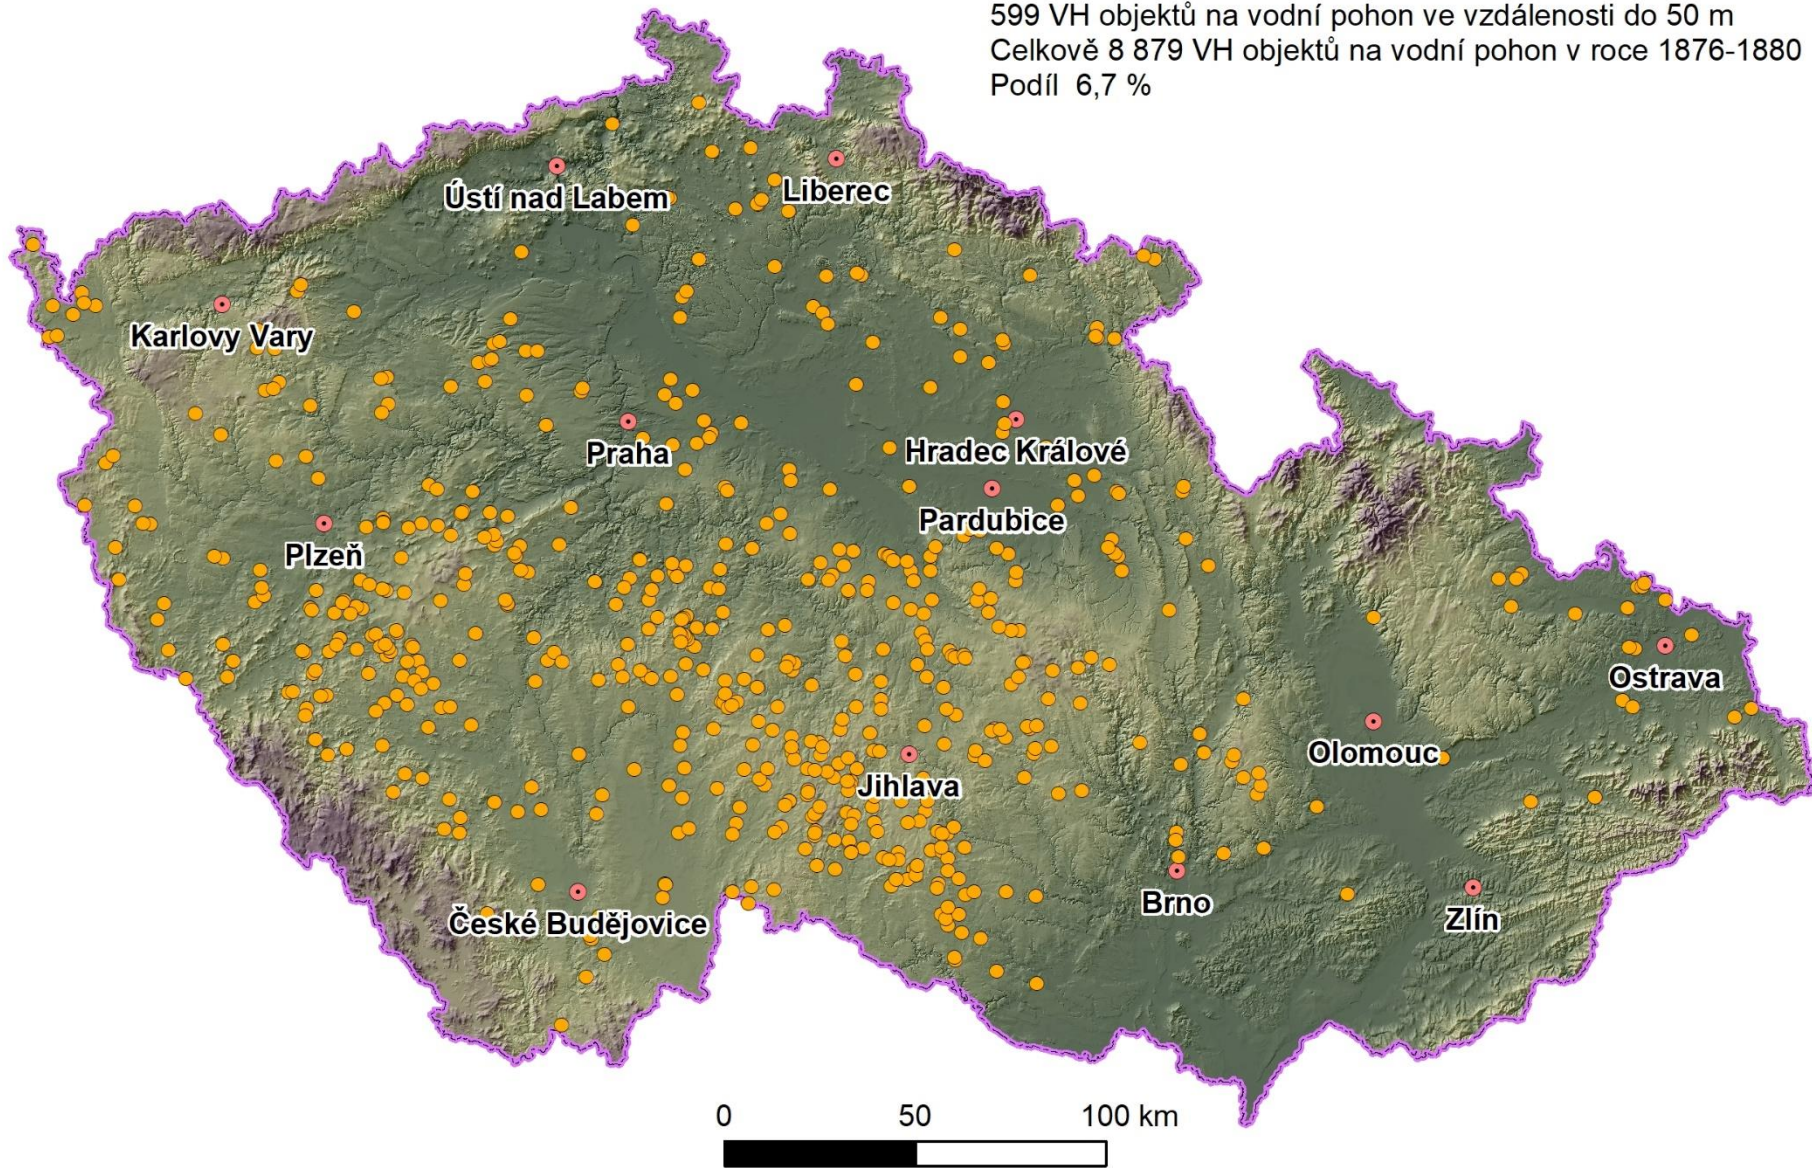 599 VH objektů na vodní pohon ve vzdálenosti do 50 m
Celkově 8 879 VH objektů na vodní pohon v roce 1876-1880
Podíl 6,7 %
Ústí nad Labem
Liberec
Karlovy Vary
Praha
Hradec Králové
Pardubice
Plzeň
Ostrava
Olomouc
Jihlava
Brno
Zlín
České Budějovice
0 50 100 km